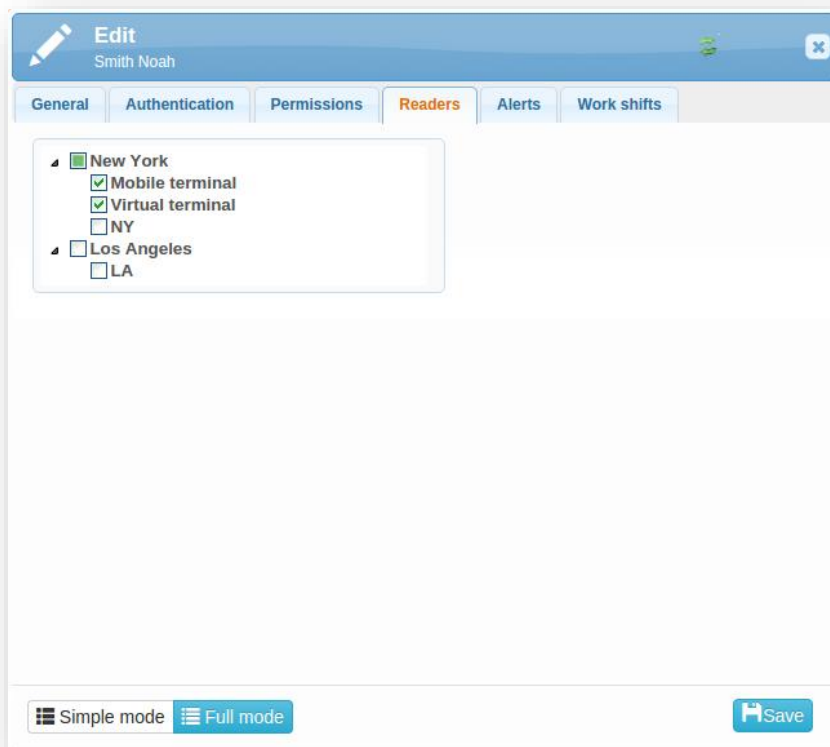 Edit
Smith Noah
General Authentication Permissions Readers Alerts Work shifts
New York
Mobile terminal
Virtual terminal
NY
Los Angeles
LA
Simple mode Full mode Save